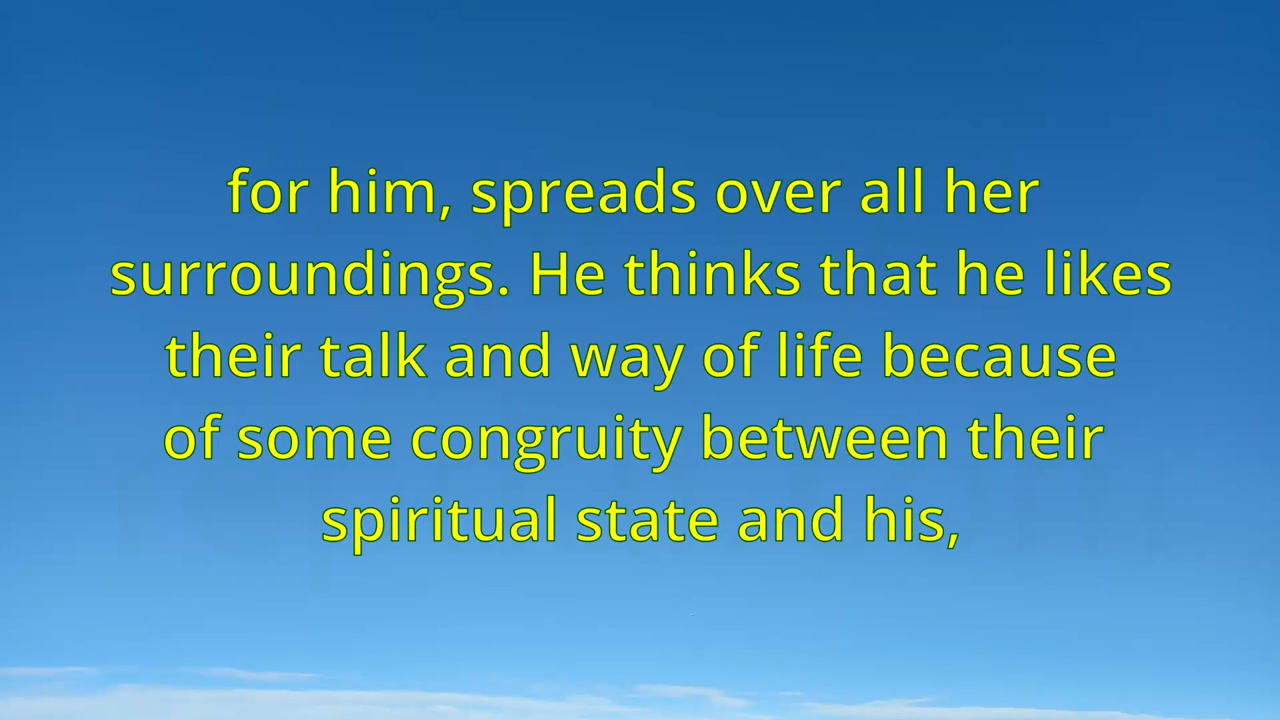 for him, spreads over all her
surroundings. He thinks that he likes
their talk and way of life because
of some congruity between their
spiritual state and his,